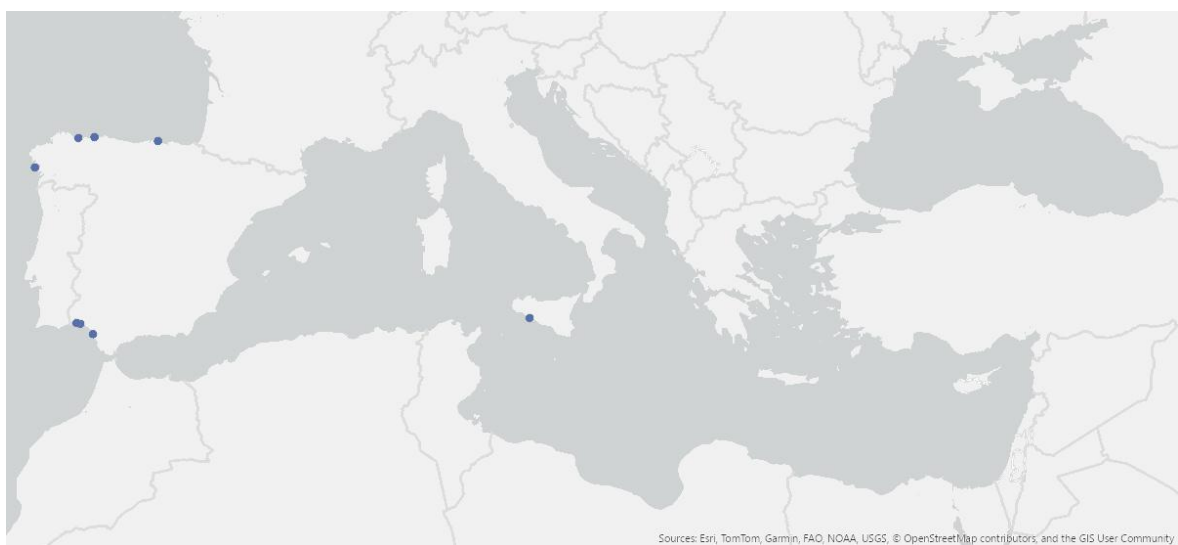 Sources: Esri, TomTom, Garmin, FAO, NOAA, USGS, © OpenStreetMap contributors, and the GIS User Community